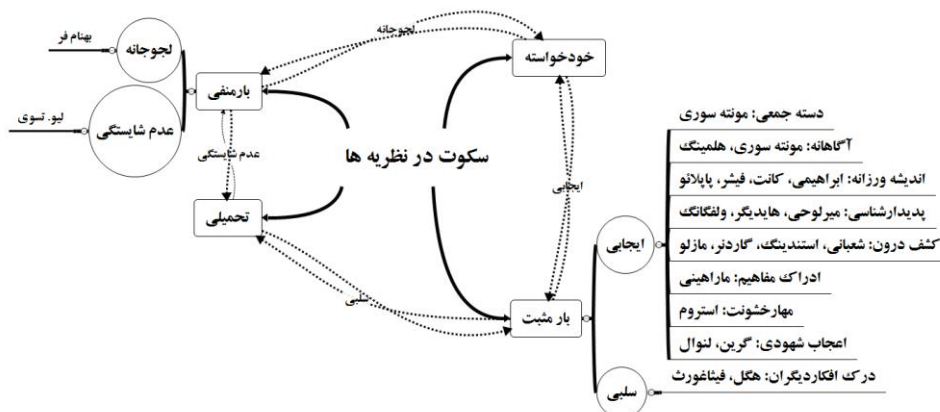 لجوجانه
خودخواسته
بهنام فر
لجوجانه
بارمنفی
لیو. تسوی
عدم شایستگی
سکوت در نظریه ها
عدم شایستگی
تحمیلی
ایجابی
سلبی
بار مثبت
ایجابی
دسته جمعی: مونته سوری
آگاهانه: مونته سوری، هلمینگ
اندیشه ورزانه: ابراهیمی، کانت، فیشر، پاپلائو
پدیدارشناسی: میرلوحی، هایدیگر، ولفگانگ
کشف درون: شعبانی، استندینگ، گاردنر، مازلو
ادراک مفاهیم: ماراهینی
مهارخشونت: استروم
اعجاب شهودی: گرین، لنوال
سلبی
درک افکاردیگران: هگل، فیثاغورث